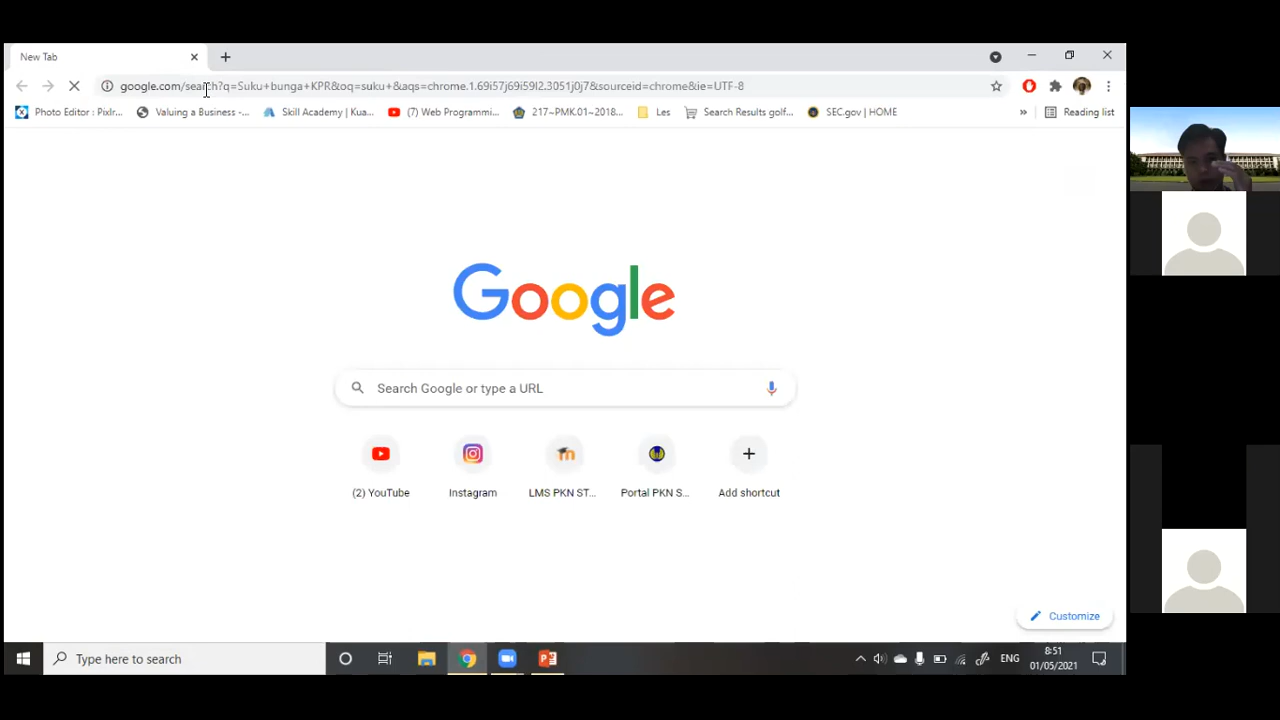 New Tab
google.com/search?q=Suku+bunga+KPR&oq=suku+&aqs=chrome.1.69i57j69i59l2.3051j0j7&sourceid=chrome&ie=UTF-8
Photo Editor : Pixlr... Valuing a Business -... Skill Academy | Kua... (7) Web Programmi... 217~PMK.01~2018... Les Search Results golf... SEC.gov | HOME » Reading list
Google
Search Google or type a URL
(2) YouTube Instagram LMS PKN ST... Portal PKN S... Add shortcut
Customize
Type here to search
ENG
8:51
01/05/2021